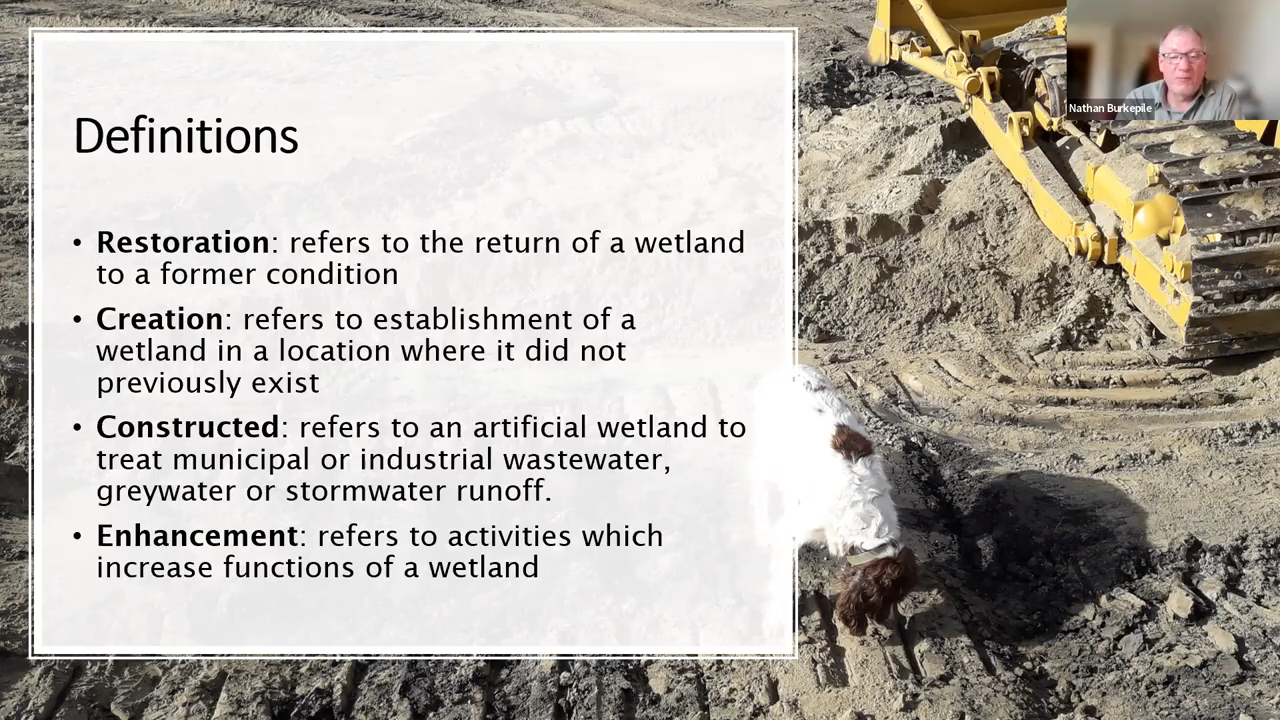 Definitions
• Restoration: refers to the return of a wetland
to a former condition
• Creation: refers to establishment of a
wetland in a location where it did not
previously exist
• Constructed: refers to an artificial wetland to
treat municipal or industrial wastewater,
greywater or stormwater runoff.
• Enhancement: refers to activities which
increase functions of a wetland
Nathan Burkepile